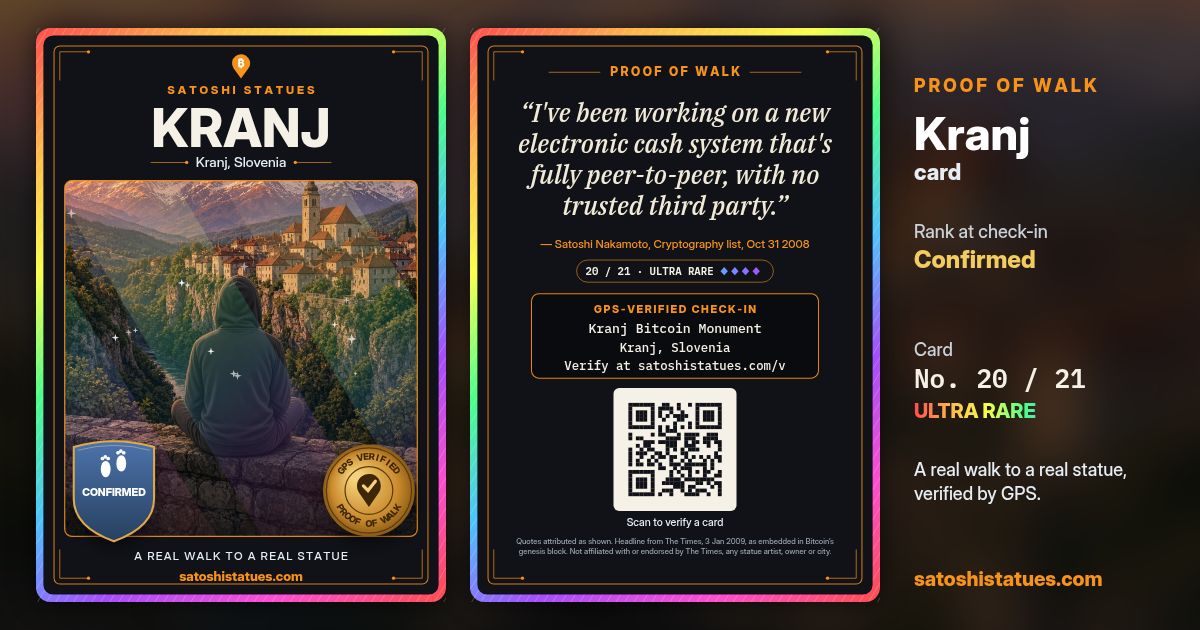 SATOSHI STATUES
KRANJ
Kranj, Slovenia
CONFIRMED
GPS VERIFIED
PROOF OF WALK
A REAL WALK TO A REAL STATUE
satoshistatues.com
PROOF OF WALK
“I've been working on a new
electronic cash system that's
fully peer-to-peer, with no
trusted third party.”
— Satoshi Nakamoto, Cryptography list, Oct 31 2008
20 / 21 · ULTRA RARE
GPS-VERIFIED CHECK-IN
Kranj Bitcoin Monument
Kranj, Slovenia
Verify at satoshistatues.com/v
Scan to verify a card
Quotes attributed as shown. Headline from The Times, 3 Jan 2009, as embedded in Bitcoin's
genesis block. Not affiliated with or endorsed by The Times, any statue artist, owner or city.
PROOF OF WALK
Kranj
card
Rank at check-in
Confirmed
Card
No. 20 / 21
ULTRA RARE
A real walk to a real statue,
verified by GPS.
satoshistatues.com